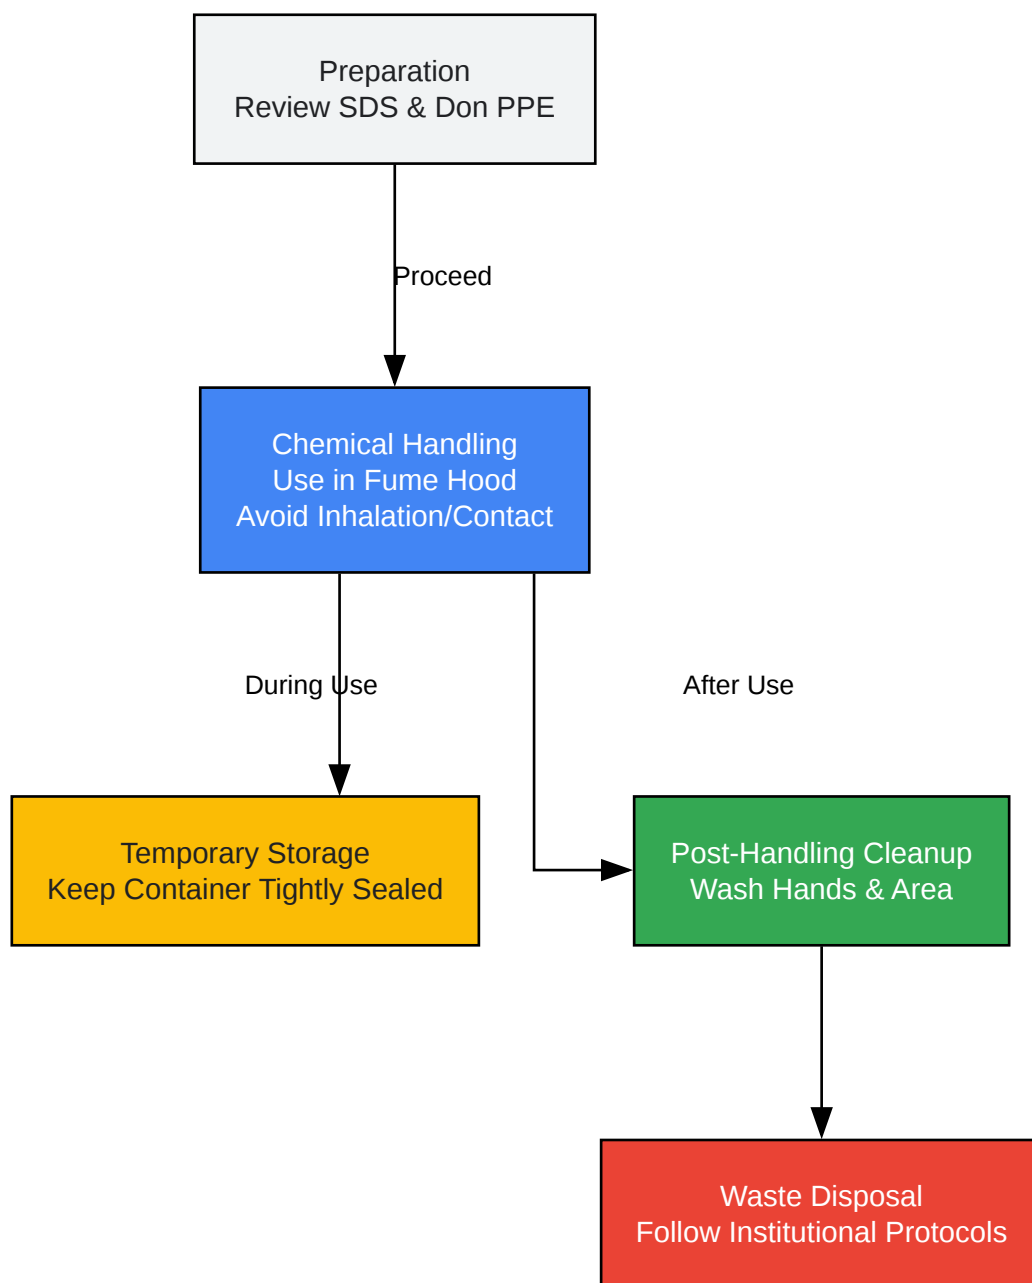 Preparation
Review SDS & Don PPE
Proceed
Chemical Handling
Use in Fume Hood
Avoid Inhalation/Contact
During Use
After Use
Temporary Storage
Keep Container Tightly Sealed
Post-Handling Cleanup
Wash Hands & Area
Waste Disposal
Follow Institutional Protocols